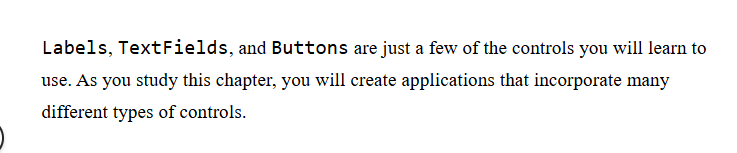 Labels, TextFields, and Buttons are just a few of the controls you will learn to
use. As you study this chapter, you will create applications that incorporate many
different types of controls.